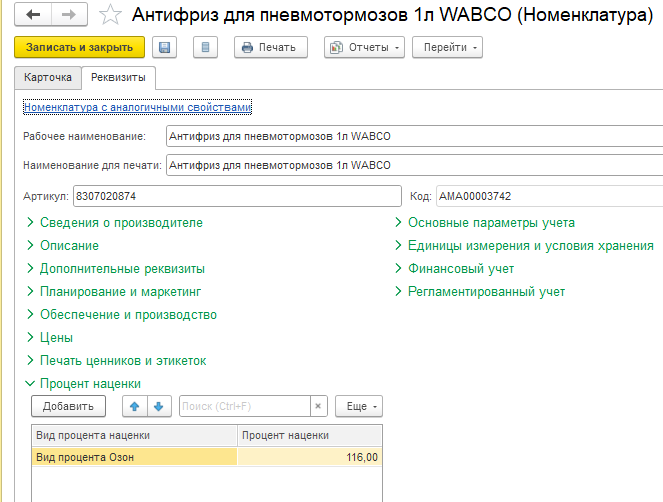 Антифриз для пневмотормозов 1л WABCO (Номенклатура)
Записать и закрыть Печать Отчеты Перейти
Карточка Реквизиты
Номенклатура с аналогичными свойствами
Рабочее наименование: Антифриз для пневмотормозов 1л WABCO
Наименование для печати: Антифриз для пневмотормозов 1л WABCO
Артикул: 8307020874 Код: АМА00003742
Сведения о производителе Основные параметры учета
Описание Единицы измерения и условия хранения
Дополнительные реквизиты Финансовый учет
Планирование и маркетинг Регламентированный учет
Обеспечение и производство
Цены
Печать ценников и этикеток
Процент наценки
Добавить Поиск (Ctrl+F) × Еще
Вид процента наценки Процент наценки
Вид процента Озон 116,00